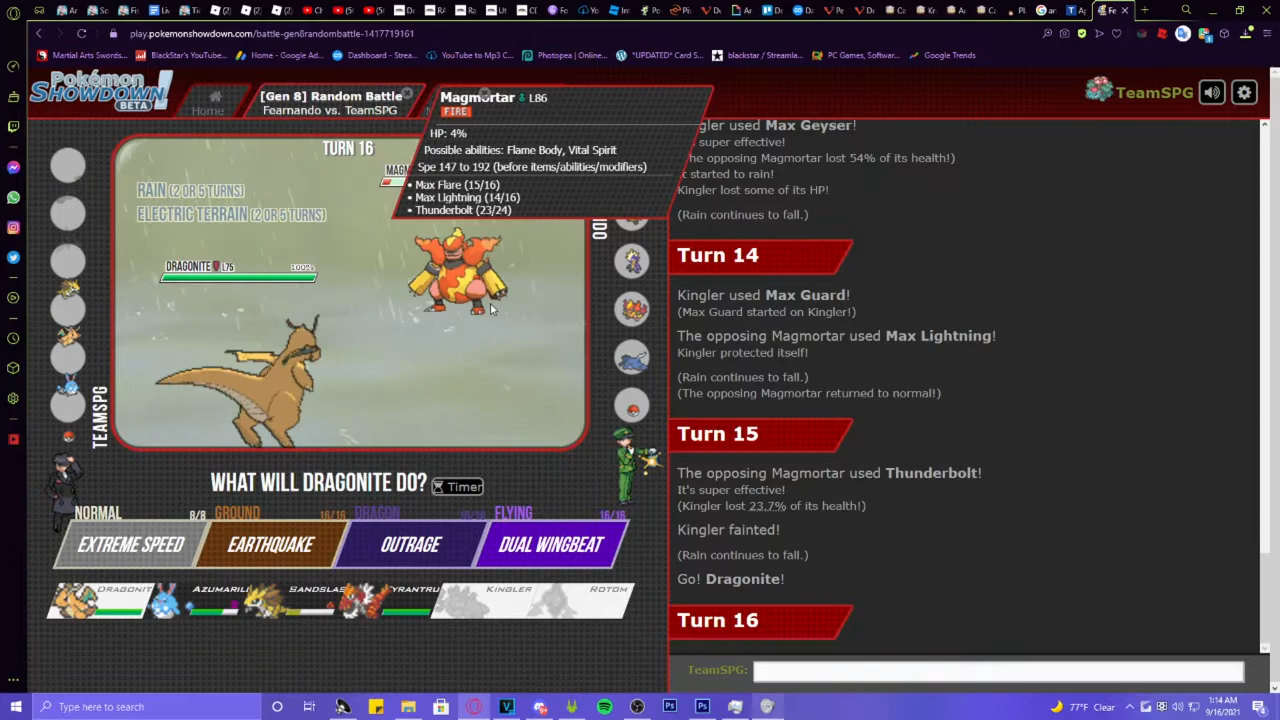 play.pokemonshowdown.com/battle-gen8randombattle-1417719161
Martial Arts Swords...
BlackStar's YouTube...
Home - Google Ad...
Dashboard - Strea...
YouTube to Mp3 C...
Photopea | Online...
*UPDATED* Card S...
blackstar / Streamla...
PC Games, Softwar...
Google Trends
Pokémon
SHOWDOWN!
BETA
Home
[Gen 8] Random Battle
Fearnando vs. TeamSPG
TeamSPG
Magmortar L86
FIRE
HP: 4%
Possible abilities: Flame Body, Vital Spirit
Spe 147 to 192 (before items/abilities/modifiers)
• Max Flare (15/16)
• Max Lightning (14/16)
• Thunderbolt (23/24)
TURN 16
RAIN (2 OR 5 TURNS)
ELECTRIC TERRAIN (2 OR 5 TURNS)
DRAGONITE L75
100%
TEAMSPG
WHAT WILL DRAGONITE DO?
Timer
NORMAL 8/8
EXTREME SPEED
GROUND 16/16
EARTHQUAKE
DRAGON 16/16
OUTRAGE
FLYING 16/16
DUAL WINGBEAT
DRAGONIT
AZUMARILL
SANDSLAS
TYRANTRU
KINGLER
ROTOM
ngler used Max Geyser!
's super effective!
he opposing Magmortar lost 54% of its health!)
t started to rain!
Kingler lost some of its HP!
(Rain continues to fall.)
Turn 14
Kingler used Max Guard!
(Max Guard started on Kingler!)
The opposing Magmortar used Max Lightning!
Kingler protected itself!
(Rain continues to fall.)
(The opposing Magmortar returned to normal!)
Turn 15
The opposing Magmortar used Thunderbolt!
It's super effective!
(Kingler lost 23.7% of its health!)
Kingler fainted!
(Rain continues to fall.)
Go! Dragonite!
Turn 16
TeamSPG:
Type here to search
77°F Clear
1:14 AM
9/16/2021